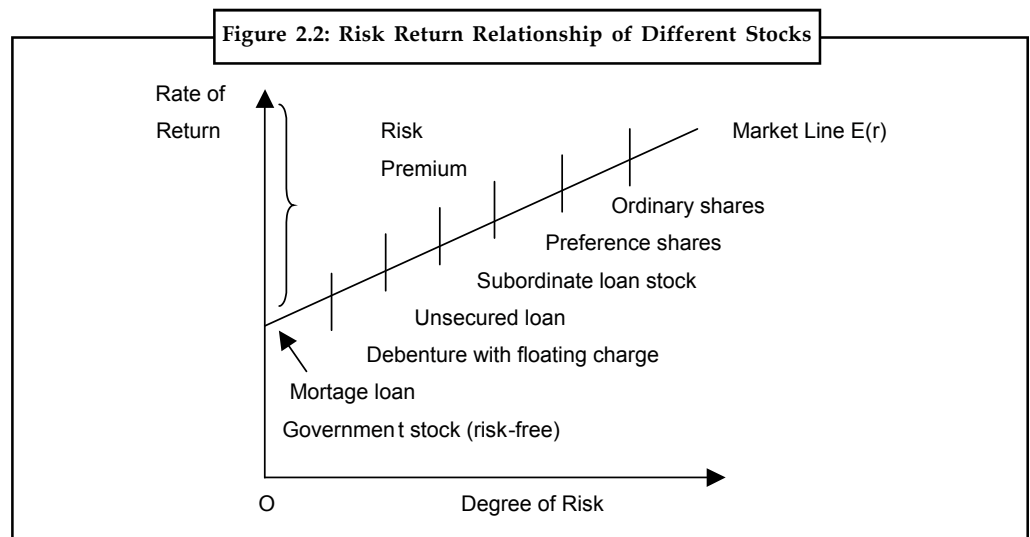 Figure 2.2: Risk Return Relationship of Different Stocks
Rate of
Return
Risk
Premium
Market Line E(r)
Ordinary shares
Preference shares
Subordinate loan stock
Unsecured loan
Debenture with floating charge
Mortage loan
Government stock (risk-free)
O
Degree of Risk